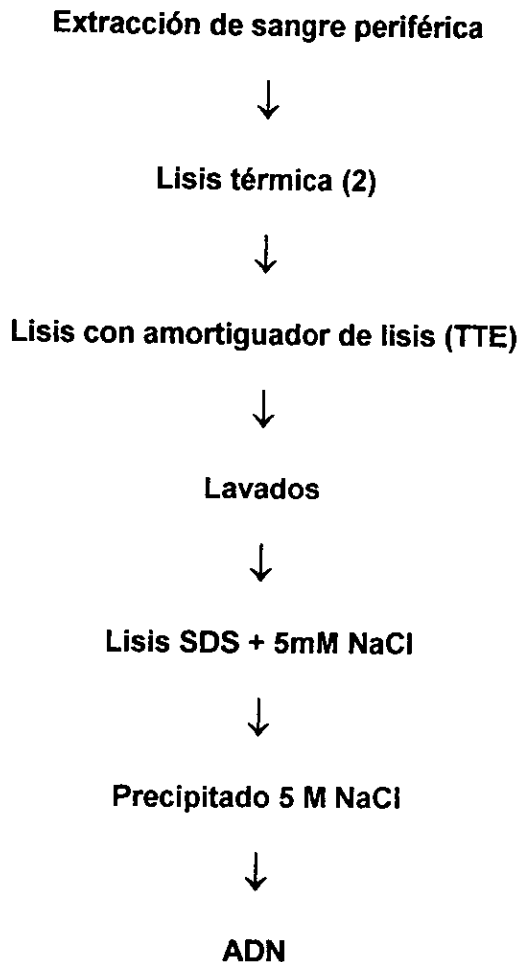 Extracción de sangre periférica
↓
Lisis térmica (2)
↓
Lisis con amortiguador de lisis (TTE)
↓
Lavados
↓
Lisis SDS + 5mM NaCl
↓
Precipitado 5 M NaCl
↓
ADN